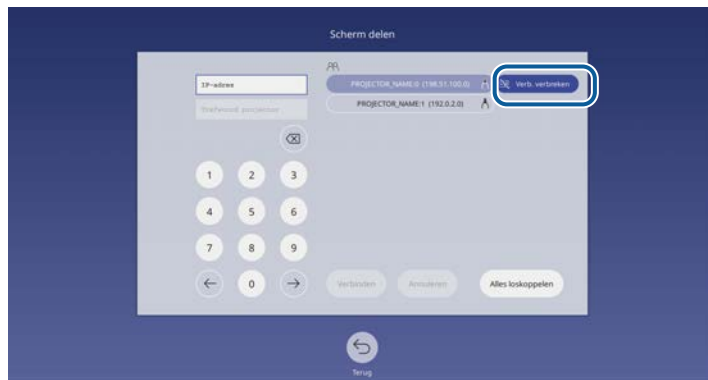 Scherm delen
IP-adres
Trefwoord projector
PROJECTOR_NAME:0 (198.51.100.0)
Verb. verbreken
PROJECTOR_NAME:1 (192.0.2.0)
1 2 3
4 5 6
7 8 9
0
Verbinden Annuleren Alles loskoppelen
Terug